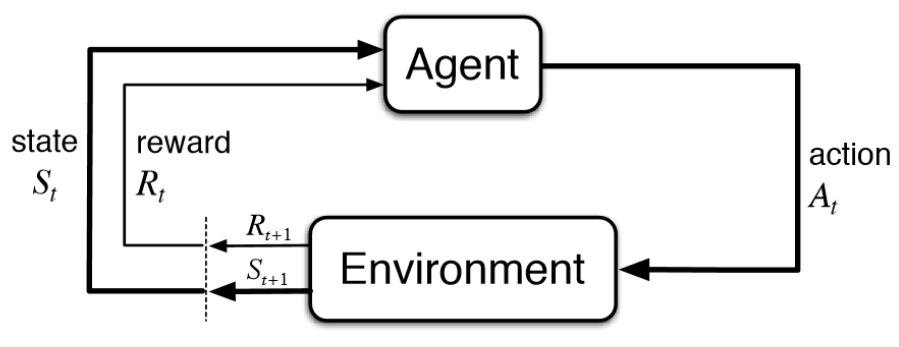 Agent
state
S_t
reward
R_t
action
A_t
R_{t+1}
S_{t+1}
Environment